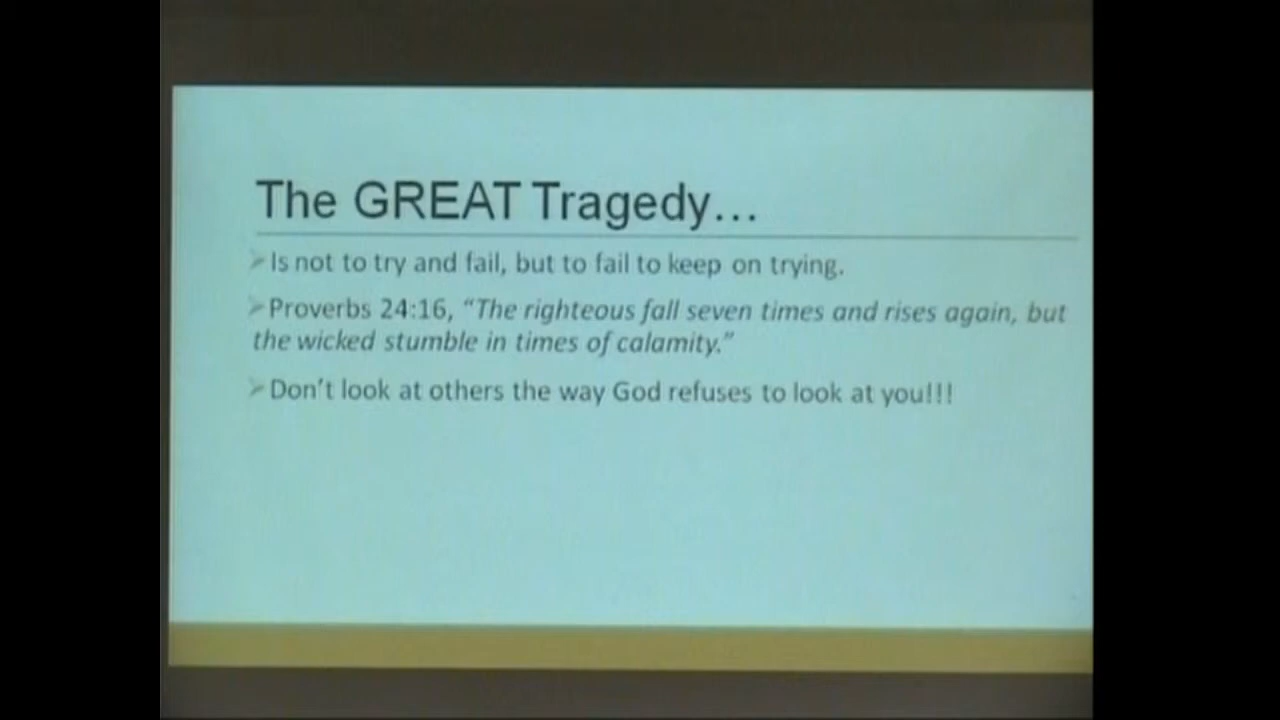 The GREAT Tragedy...
➢Is not to try and fail, but to fail to keep on trying.
➢Proverbs 24:16, “The righteous fall seven times and rises again, but
the wicked stumble in times of calamity.”
➢Don’t look at others the way God refuses to look at you!!!